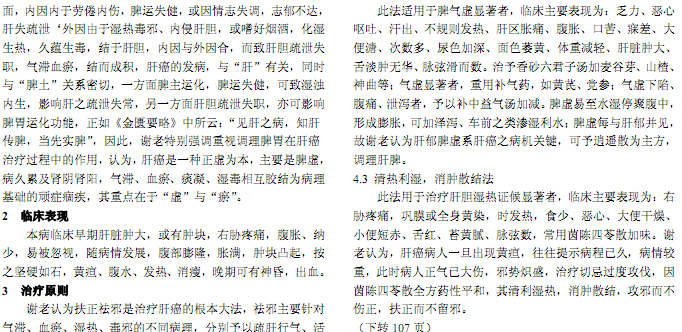 面，内因内于劳倦内伤，脾运失健，或因情志失调，志郁不达，
肝失疏泄‘外因由于湿热毒邪、内侵肝胆，或嗜好烟酒，化湿
生热，久蕴生毒，结于肝胆，内因与外因合，而致肝胆疏泄失
职，气滞血瘀，结而成积，肝癌的发病，与“肝”有关，同时
与“脾土”关系密切，一方面脾主运化，脾运失健，可致湿浊
内生，影响肝之疏泄失常，另一方面肝胆疏泄失职，亦可影响
脾胃运化功能，正如《金匮要略》中所云：“见肝之病，知肝
传脾，当先实脾”，因此，谢老特别强调重视调理脾胃在肝癌
治疗过程中的作用，认为，肝癌是一种正虚为本，主要是脾虚，
病久累及肾阴肾阳，气滞、血瘀、痰凝、湿毒相互胶结为病理
基础的顽症痼疾，其重点在于“虚”与“瘀”。
2 临床表现
本病临床早期肝脏肿大，或有肿块，右胁疼痛，腹胀、纳
少，易被忽视，随病情发展，腹部膨隆，胀满，肿块凸起，按
之坚硬如石，黄疸、腹水、发热、消瘦，晚期可有神昏，出血。
3 治疗原则
谢老认为扶正祛邪是治疗肝癌的根本大法，祛邪主要针对
气滞、血瘀、湿热、毒邪的不同病理，分别予以疏肝行气、活
此法适用于脾气虚显著者，临床主要表现为：乏力、恶心
呕吐、汗出、不规则发热、肝区胀痛、腹胀、口苦、寐差、大
便溏、次数多、尿色加深、面色萎黄、体重减轻、肝脏肿大、
舌淡肿无华、脉弦滑而数。治予香砂六君子汤加麦谷芽、山楂、
神曲等；气虚显著者，重用补气药，如黄芪、党参；气虚下陷、
腹痛、泄泻者，予以补中益气汤加减。脾虚易至水湿停聚腹中，
形成膨胀，可加泽泻、车前之类渗湿利水；脾虚每与肝郁并见，
故谢老认为肝郁脾虚系肝癌之病机关键，可予逍遥散为主方，
调理肝脾。
4.3 清热利湿，消肿散结法
此法用于治疗肝胆湿热证候显著者，临床主要表现为：右
胁疼痛，巩膜或全身黄染，时发热，食少、恶心、大便干燥、
小便短赤、舌红、苔黄腻、脉弦数，常用茵陈四苓散加味。谢
老认为，肝癌病人一旦出现黄疸，往往提示病程已久，病情较
重，此时病人正气已大伤，邪势炽盛，治疗切忌过度攻伐，因
茵陈四苓散全方药性平和，其清利湿热，消肿散结，攻邪而不
伤正，扶正而不留邪。
（下转 107 页）